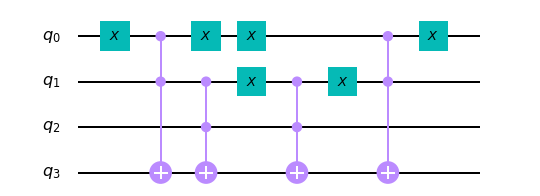 q0 X X X X
q1 X X
q2
q3